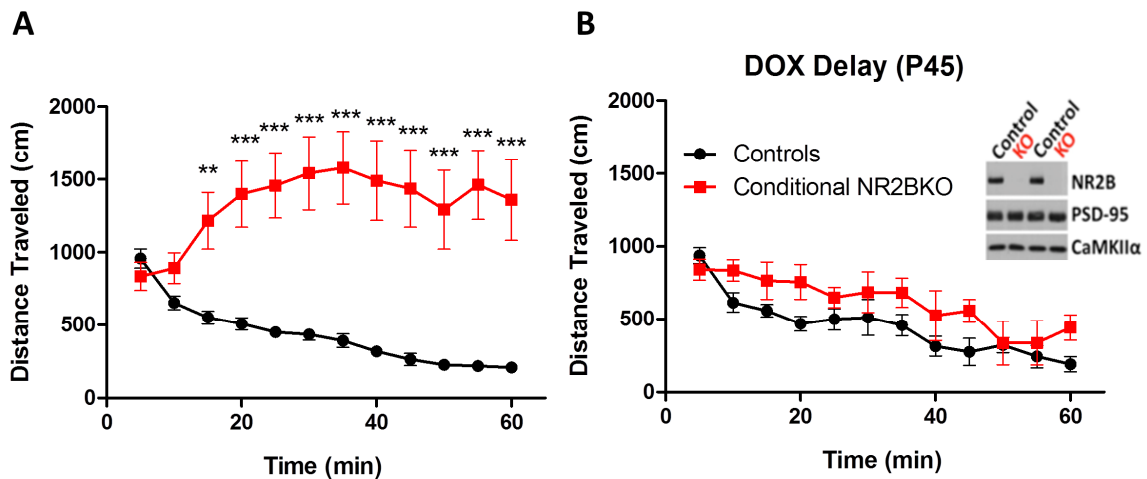 A
Distance Traveled (cm)
2000
1500
1000
500
0
** *** *** *** *** *** *** *** *** ***
0 20 40 60
Time (min)
B
DOX Delay (P45)
Distance Traveled (cm)
2000
1500
1000
500
0
Controls
Conditional NR2BKO
Control KO Control KO
NR2B
PSD-95
CaMKIIα
0 20 40 60
Time (min)